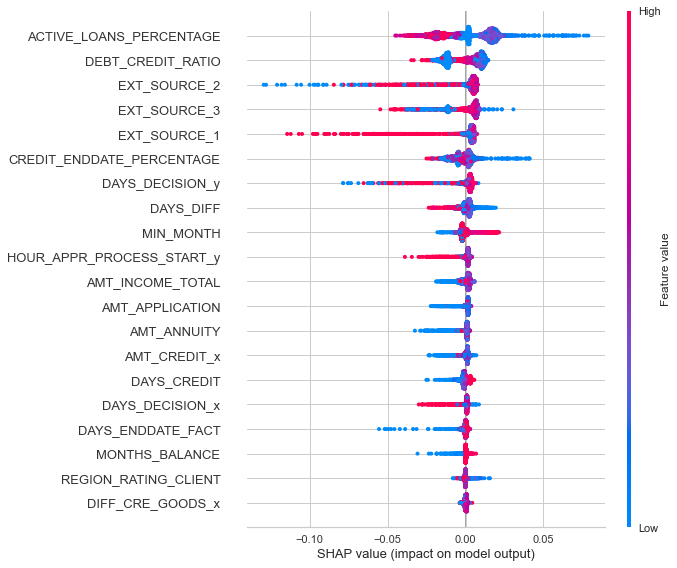 High
ACTIVE_LOANS_PERCENTAGE
DEBT_CREDIT_RATIO
EXT_SOURCE_2
EXT_SOURCE_3
EXT_SOURCE_1
CREDIT_ENDDATE_PERCENTAGE
DAYS_DECISION_y
DAYS_DIFF
MIN_MONTH
HOUR_APPR_PROCESS_START_y
AMT_INCOME_TOTAL
AMT_APPLICATION
AMT_ANNUITY
AMT_CREDIT_x
DAYS_CREDIT
DAYS_DECISION_x
DAYS_ENDDATE_FACT
MONTHS_BALANCE
REGION_RATING_CLIENT
DIFF_CRE_GOODS_x
Feature value
Low
−0.10 −0.05 0.00 0.05
SHAP value (impact on model output)